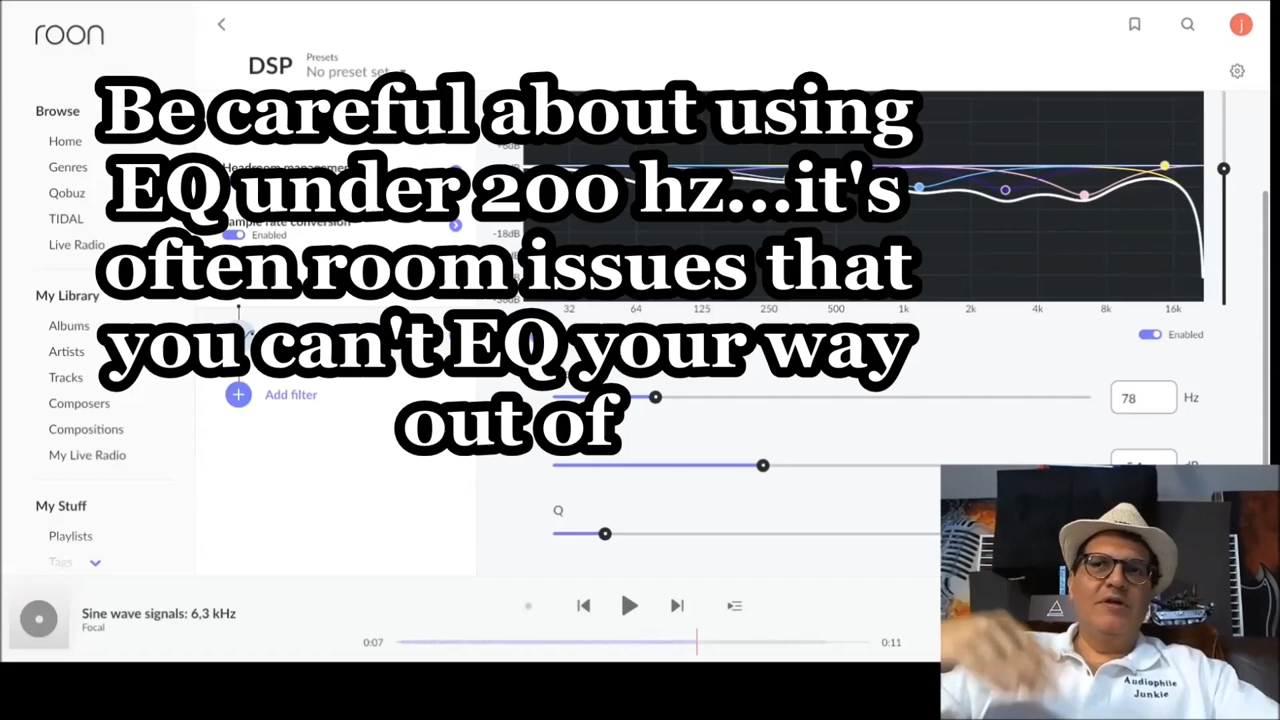 roon
DSP
Presets
No preset set
Be careful about using
EQ under 200 hz...it's
often room issues that
you can't EQ your way
out of
Browse
Home
Genres
Qobuz
TIDAL
Live Radio
My Library
Albums
Artists
Tracks
Composers
Compositions
My Live Radio
My Stuff
Playlists
Tags
Enabled
Add filter
-18dB
32 64 125 250 500 1k 2k 4k 8k 16k
Enabled
78 Hz
Q
Sine wave signals: 6,3 kHz
Focal
0:07
0:11
j
Audiophile
Junkie